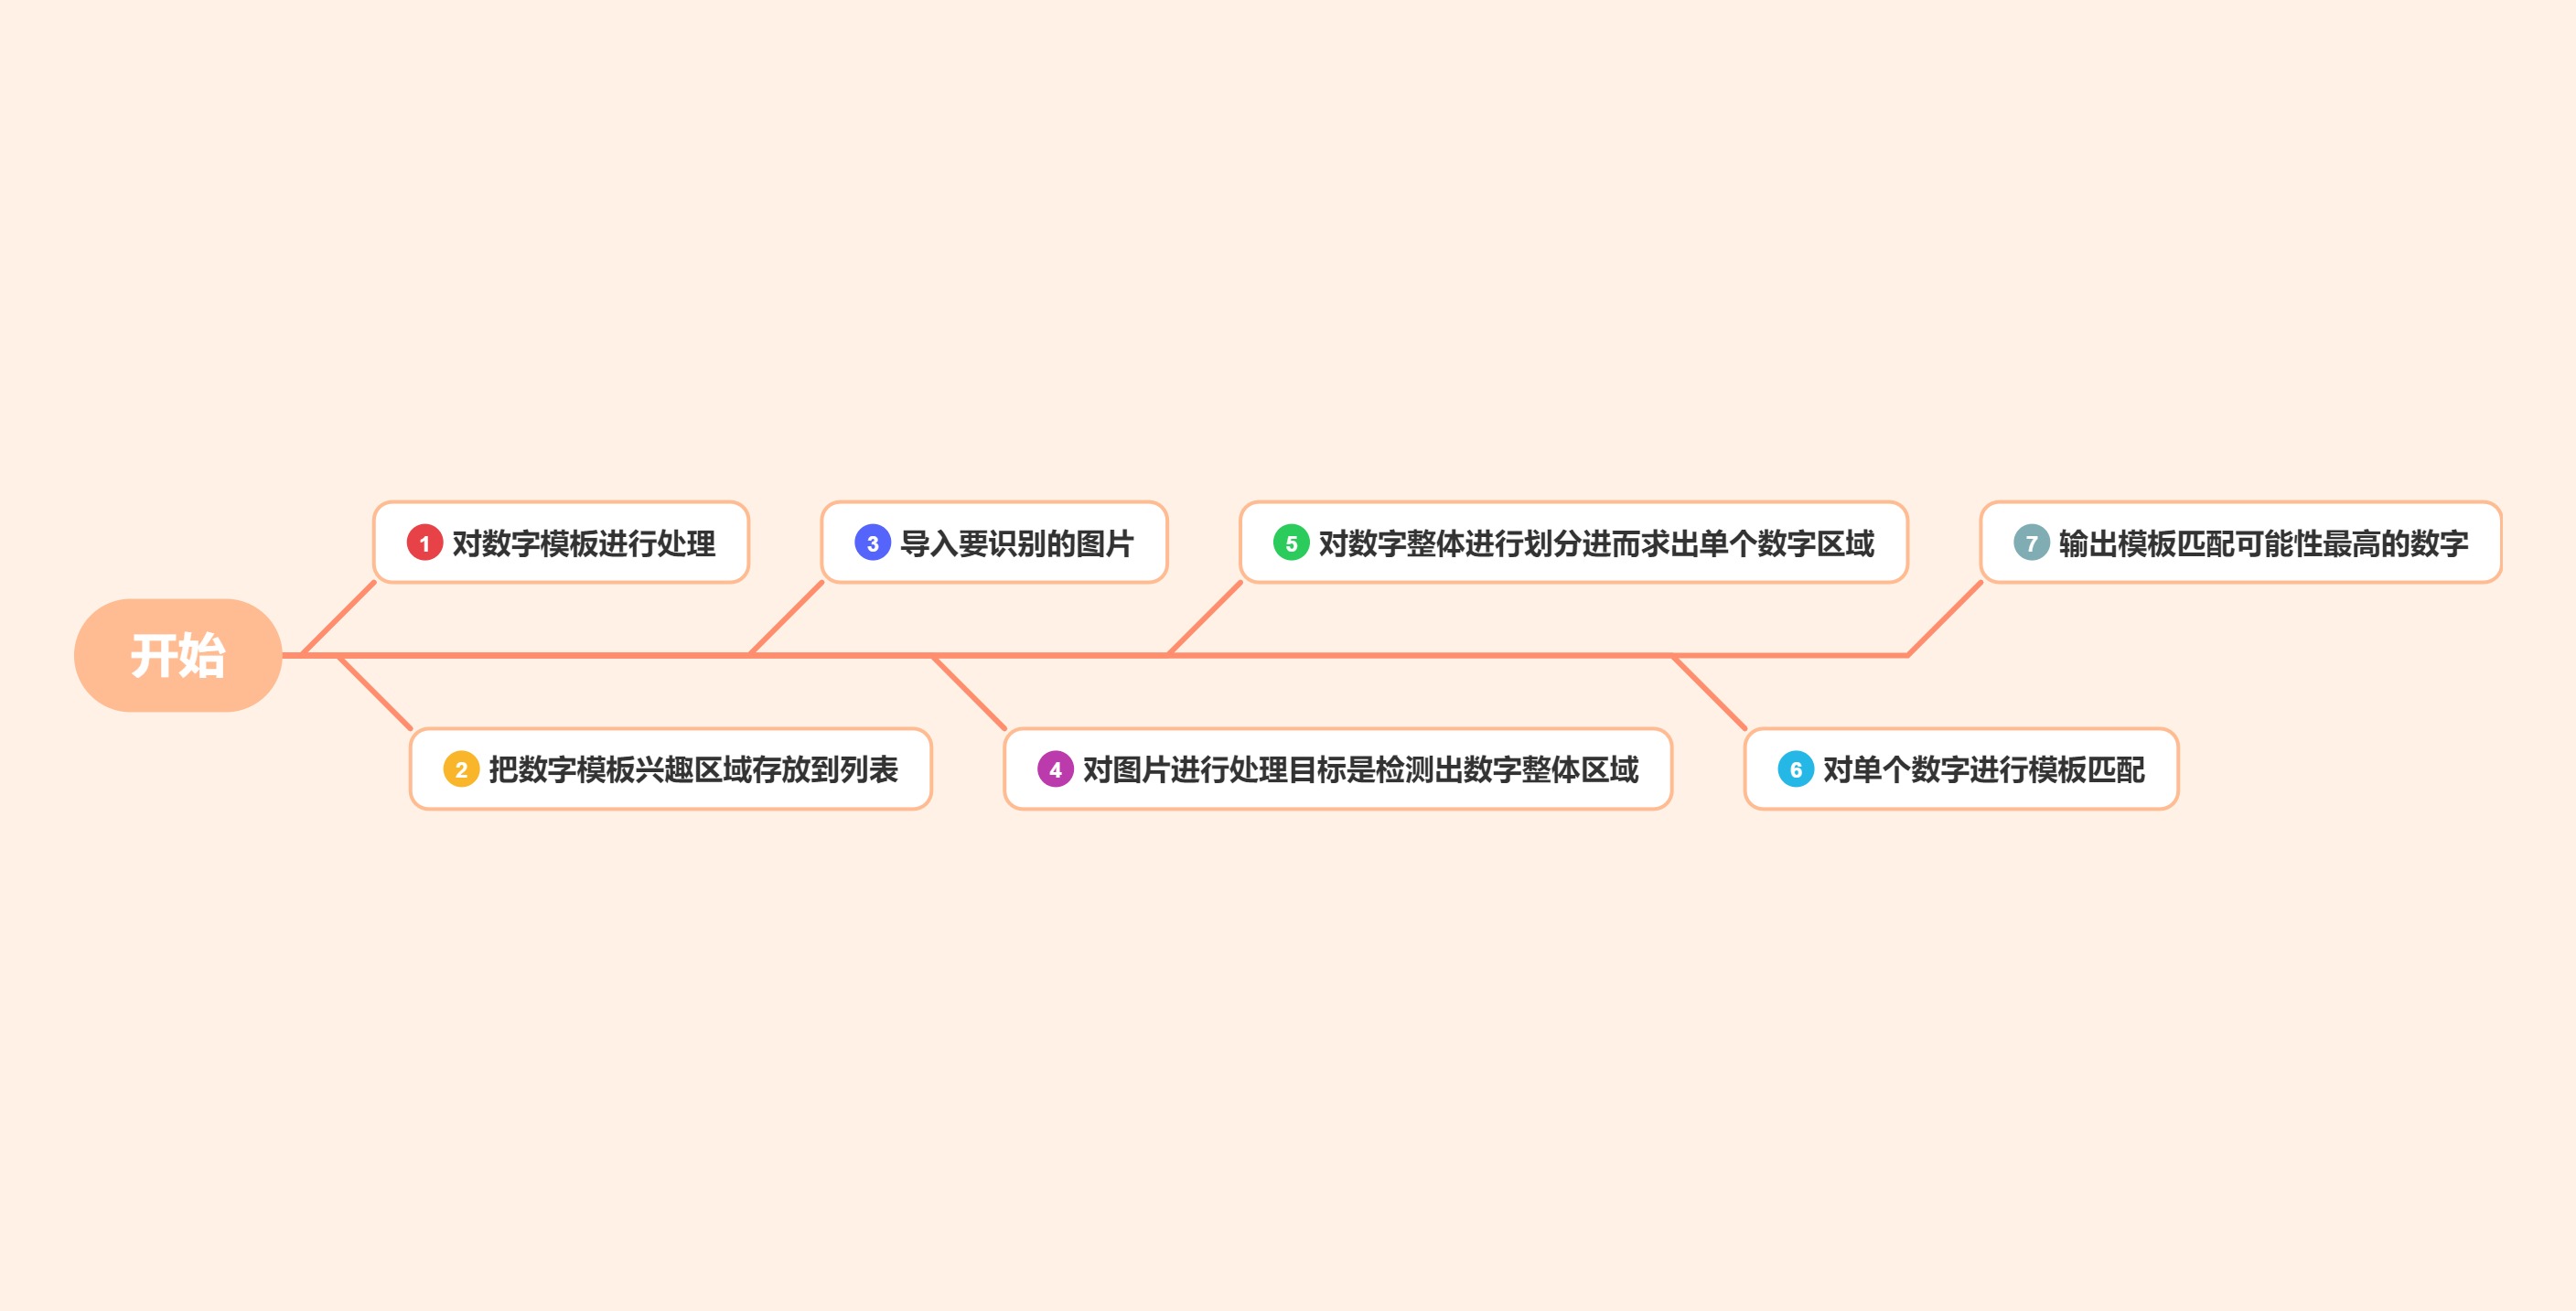 开始
1 对数字模板进行处理
2 把数字模板兴趣区域存放到列表
3 导入要识别的图片
4 对图片进行处理目标是检测出数字整体区域
5 对数字整体进行划分进而求出单个数字区域
6 对单个数字进行模板匹配
7 输出模板匹配可能性最高的数字